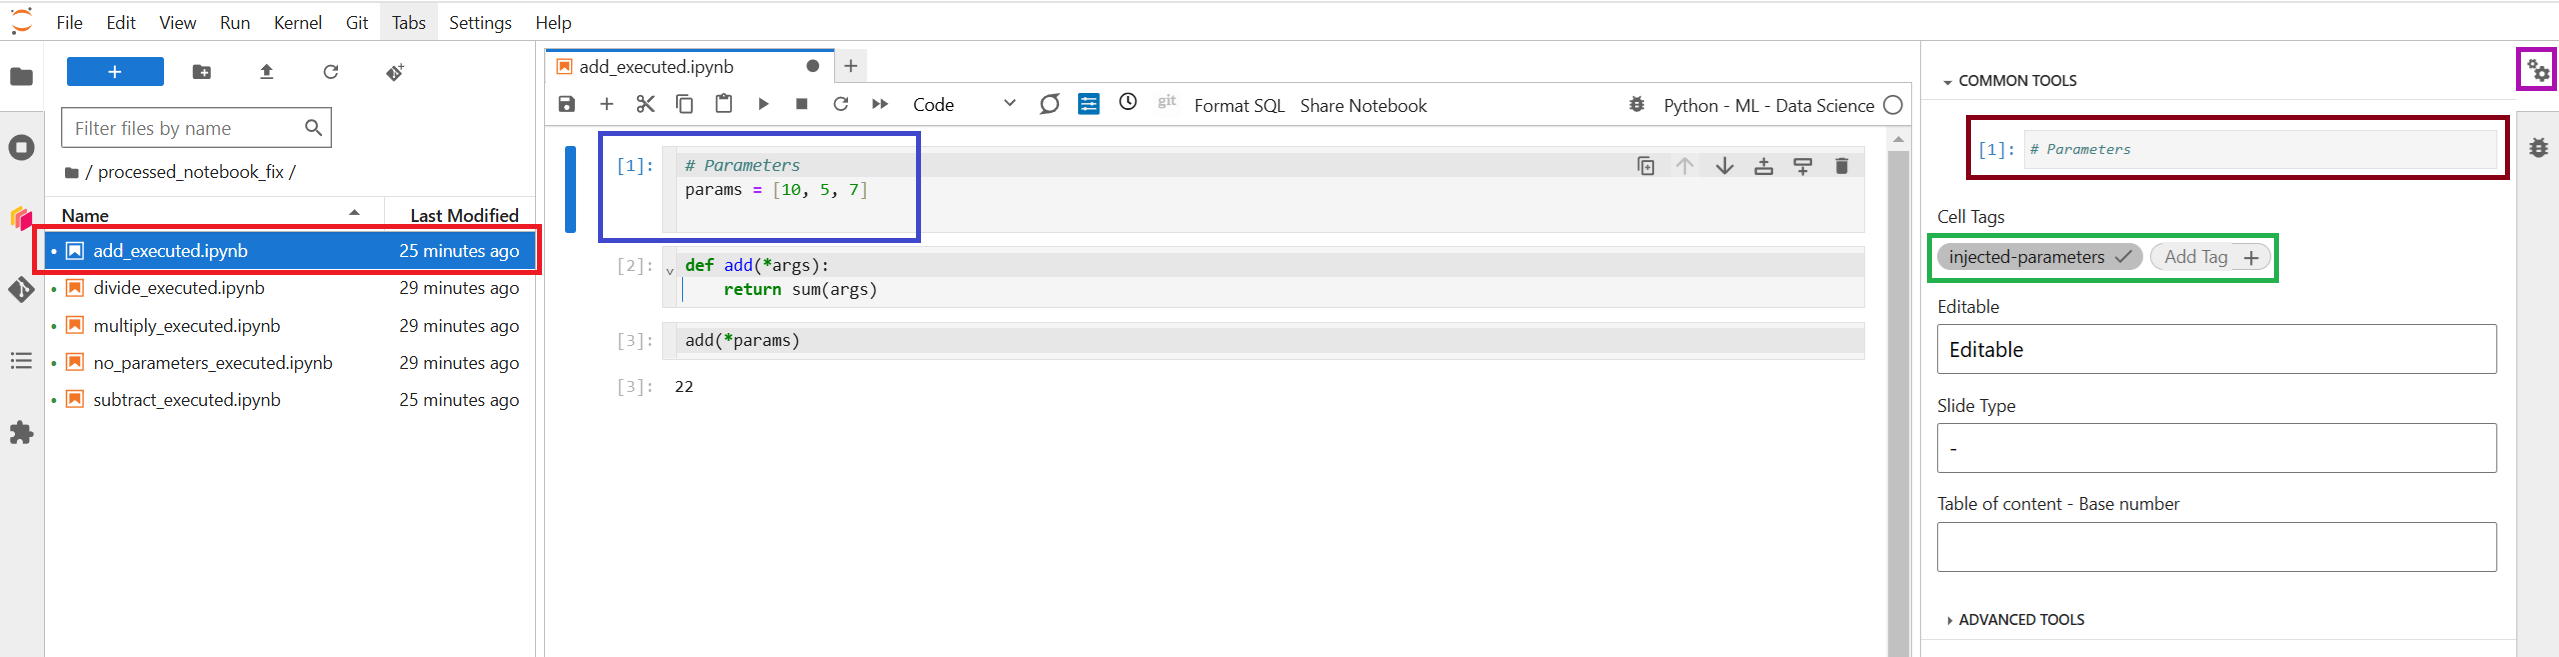 File Edit View Run Kernel Git Tabs Settings Help
Filter files by name
/ processed_notebook_fix /
Name Last Modified
add_executed.ipynb 25 minutes ago
divide_executed.ipynb 29 minutes ago
multiply_executed.ipynb 29 minutes ago
no_parameters_executed.ipynb 29 minutes ago
subtract_executed.ipynb 25 minutes ago
add_executed.ipynb
Code git Format SQL Share Notebook Python - ML - Data Science
[1]: # Parameters
params = [10, 5, 7]
[2]: def add(*args):
return sum(args)
[3]: add(*params)
[3]: 22
COMMON TOOLS
[1]: # Parameters
Cell Tags
injected-parameters Add Tag +
Editable
Editable
Slide Type
-
Table of content - Base number
ADVANCED TOOLS